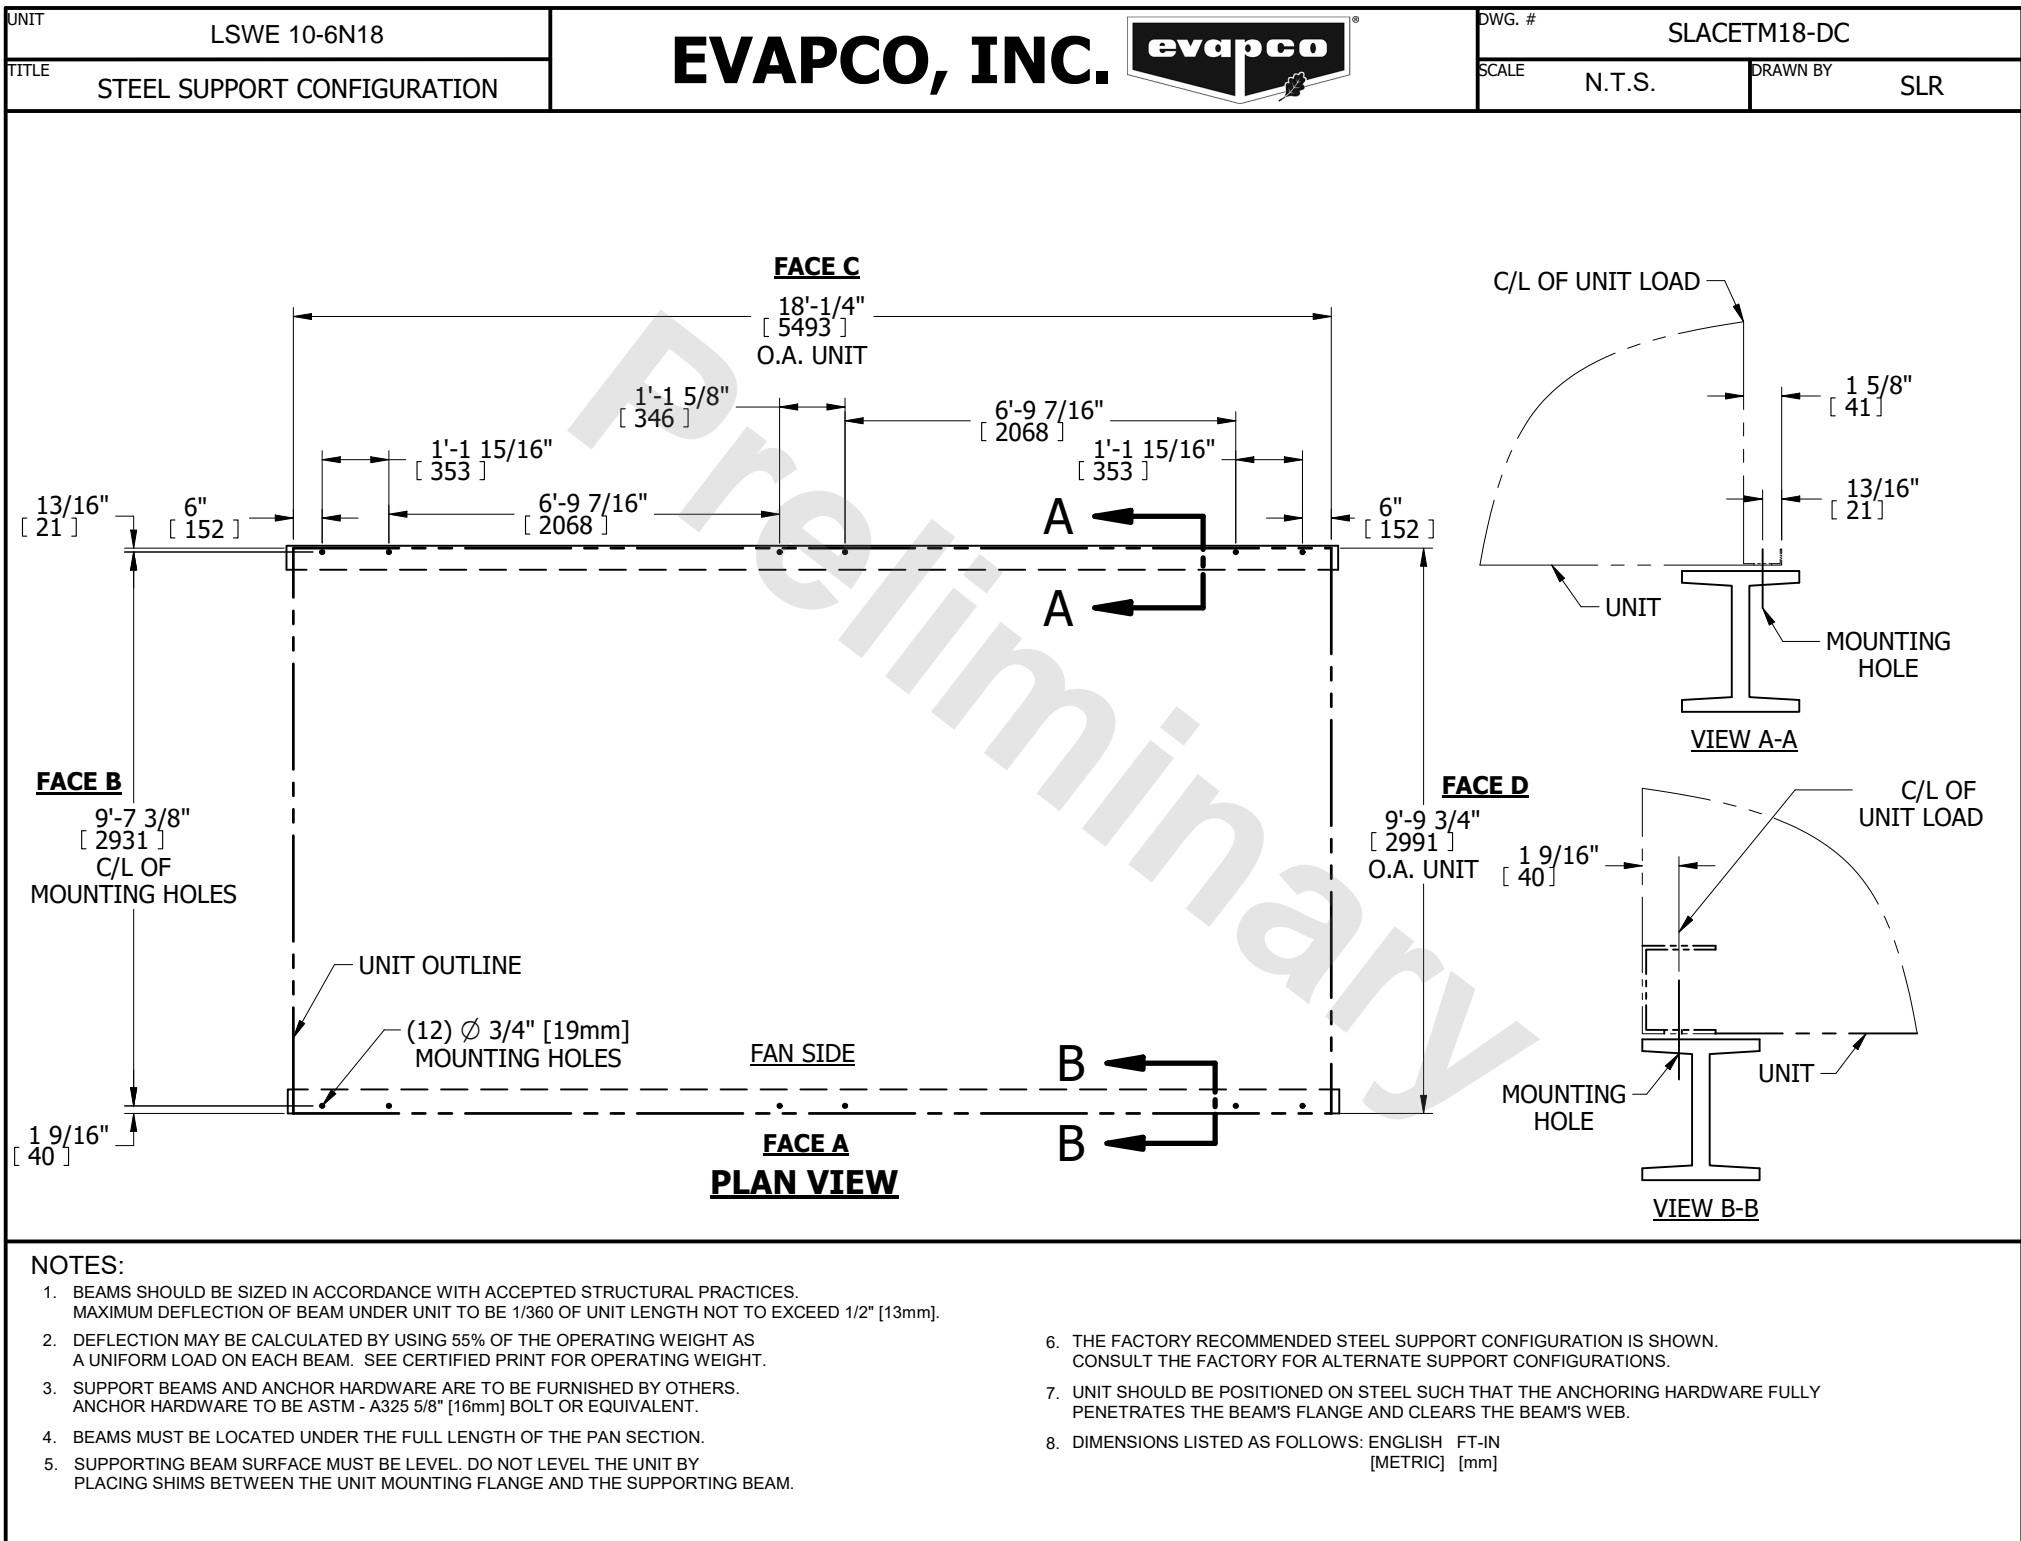 UNIT
LSWE 10-6N18
TITLE
STEEL SUPPORT CONFIGURATION
EVAPCO, INC.
evapco
®
DWG. #
SLACETM18-DC
SCALE
N.T.S.
DRAWN BY
SLR
Preliminary
FACE C
18'-1/4"
[ 5493 ]
O.A. UNIT
1'-1 5/8"
[ 346 ]
6'-9 7/16"
[ 2068 ]
1'-1 15/16"
[ 353 ]
1'-1 15/16"
[ 353 ]
13/16"
[ 21 ]
6"
[ 152 ]
6'-9 7/16"
[ 2068 ]
6"
[ 152 ]
A
A
FACE B
9'-7 3/8"
[ 2931 ]
C/L OF
MOUNTING HOLES
FACE D
9'-9 3/4"
[ 2991 ]
O.A. UNIT
UNIT OUTLINE
(12) Ø 3/4" [19mm]
MOUNTING HOLES
FAN SIDE
B
B
1 9/16"
[ 40 ]
FACE A
PLAN VIEW
C/L OF UNIT LOAD
1 5/8"
[ 41]
13/16"
[ 21]
UNIT
MOUNTING
HOLE
VIEW A-A
C/L OF
UNIT LOAD
1 9/16"
[ 40]
UNIT
MOUNTING
HOLE
VIEW B-B
NOTES:
1. BEAMS SHOULD BE SIZED IN ACCORDANCE WITH ACCEPTED STRUCTURAL PRACTICES.
MAXIMUM DEFLECTION OF BEAM UNDER UNIT TO BE 1/360 OF UNIT LENGTH NOT TO EXCEED 1/2" [13mm].
2. DEFLECTION MAY BE CALCULATED BY USING 55% OF THE OPERATING WEIGHT AS
A UNIFORM LOAD ON EACH BEAM. SEE CERTIFIED PRINT FOR OPERATING WEIGHT.
3. SUPPORT BEAMS AND ANCHOR HARDWARE ARE TO BE FURNISHED BY OTHERS.
ANCHOR HARDWARE TO BE ASTM - A325 5/8" [16mm] BOLT OR EQUIVALENT.
4. BEAMS MUST BE LOCATED UNDER THE FULL LENGTH OF THE PAN SECTION.
5. SUPPORTING BEAM SURFACE MUST BE LEVEL. DO NOT LEVEL THE UNIT BY
PLACING SHIMS BETWEEN THE UNIT MOUNTING FLANGE AND THE SUPPORTING BEAM.
6. THE FACTORY RECOMMENDED STEEL SUPPORT CONFIGURATION IS SHOWN.
CONSULT THE FACTORY FOR ALTERNATE SUPPORT CONFIGURATIONS.
7. UNIT SHOULD BE POSITIONED ON STEEL SUCH THAT THE ANCHORING HARDWARE FULLY
PENETRATES THE BEAM'S FLANGE AND CLEARS THE BEAM'S WEB.
8. DIMENSIONS LISTED AS FOLLOWS: ENGLISH FT-IN
[METRIC] [mm]